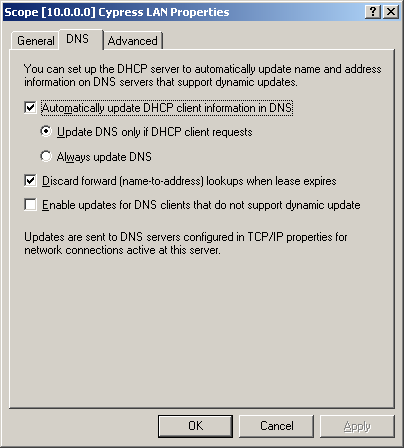 Scope [10.0.0.0] Cypress LAN Properties
General DNS Advanced
You can set up the DHCP server to automatically update name and address
information on DNS servers that support dynamic updates.
Automatically update DHCP client information in DNS
Update DNS only if DHCP client requests
Always update DNS
Discard forward (name-to-address) lookups when lease expires
Enable updates for DNS clients that do not support dynamic update
Updates are sent to DNS servers configured in TCP/IP properties for
network connections active at this server.
OK Cancel Apply